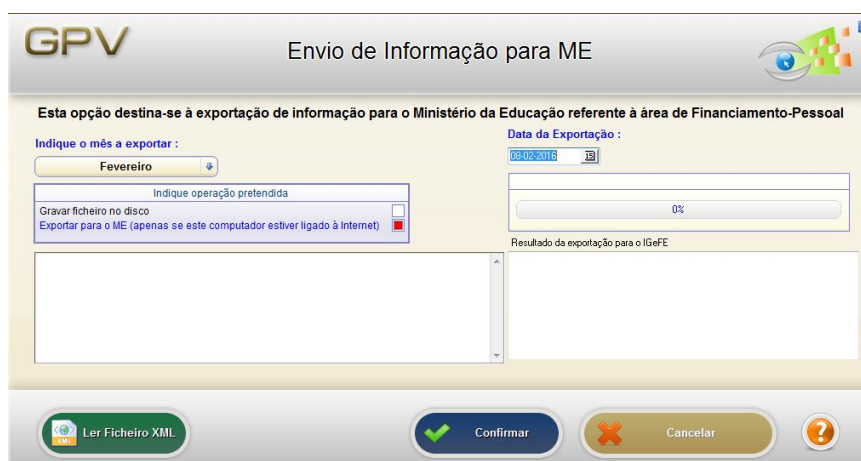 GPV
Envio de Informação para ME
Esta opção destina-se à exportação de informação para o Ministério da Educação referente à área de Financiamento-Pessoal
Indique o mês a exportar :
Fevereiro
Data da Exportação :
08-02-2016
15
Indique operação pretendida
Gravar ficheiro no disco
Exportar para o ME (apenas se este computador estiver ligado à Internet)
0%
Resultado da exportação para o IGeFE
XML
Ler Ficheiro XML
Confirmar
Cancelar
?